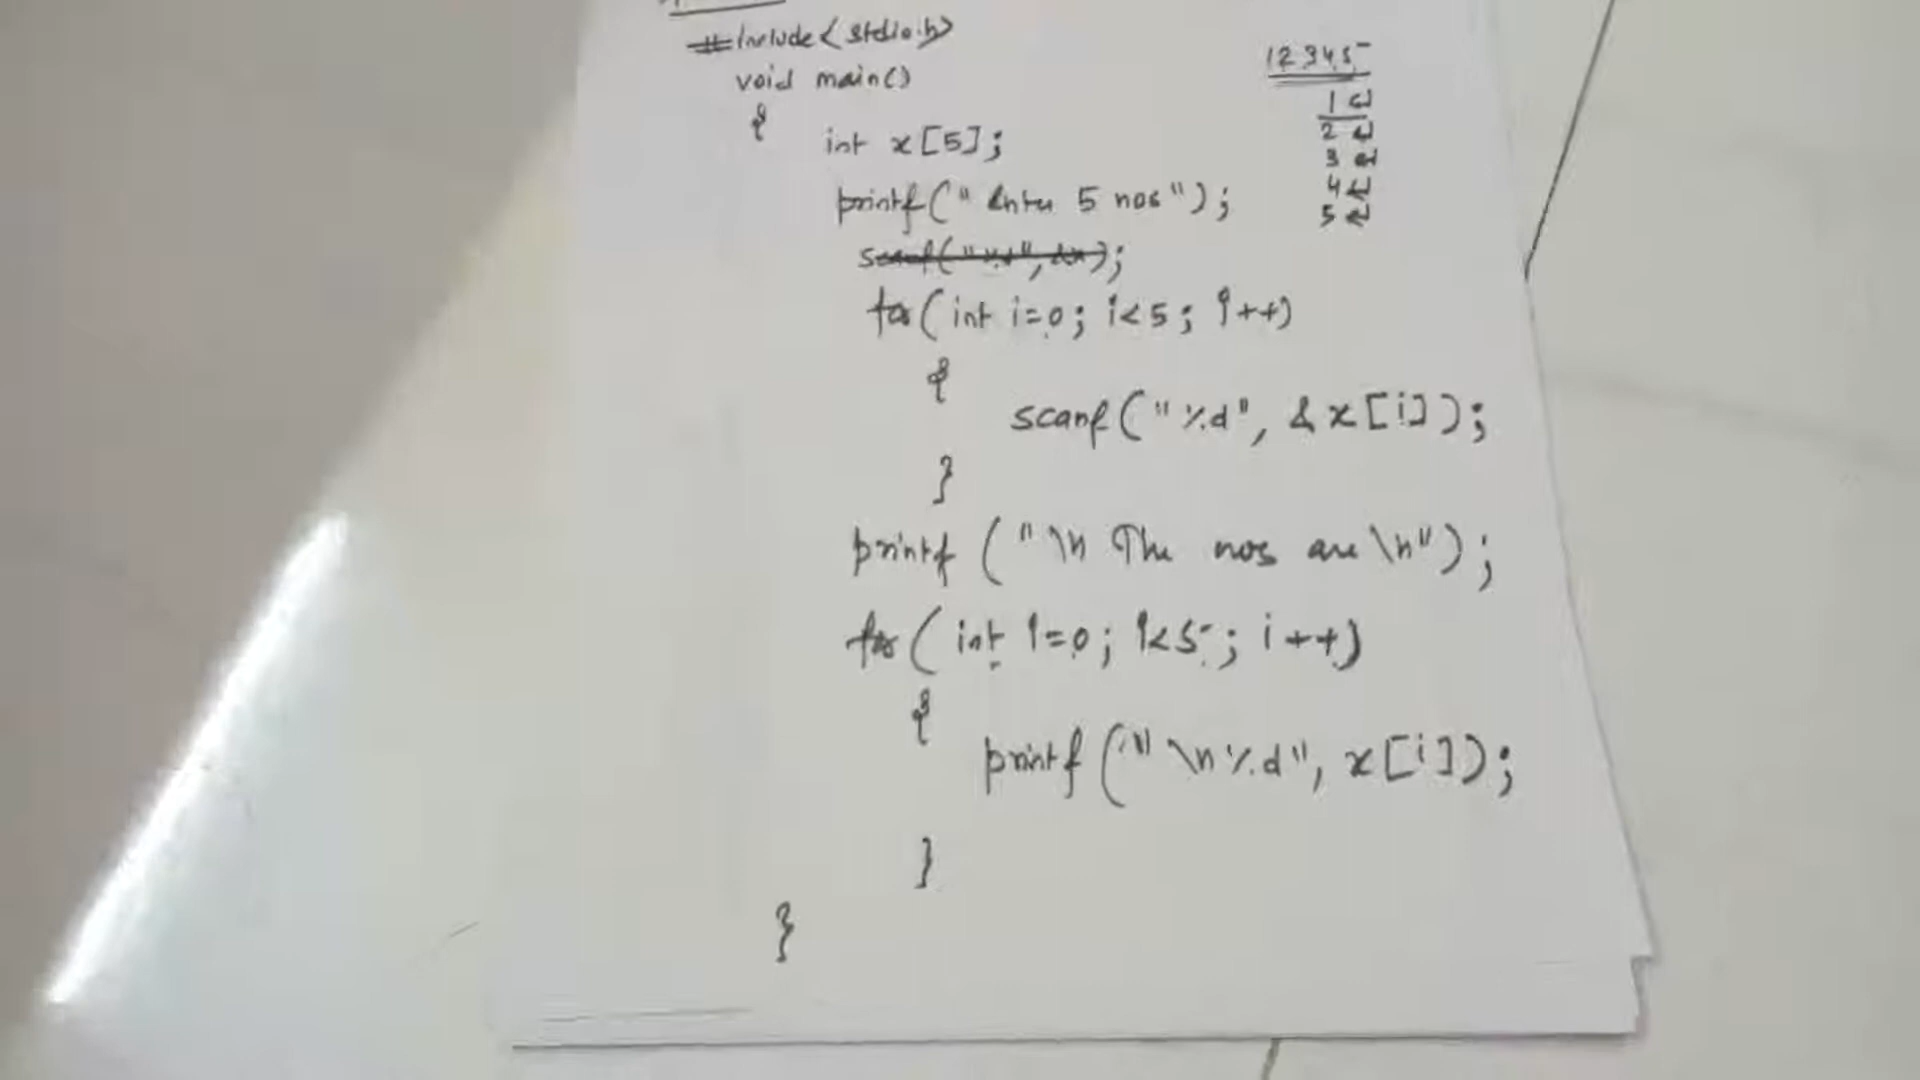 #include<stdio.h>
void main()
{
int x[5];
printf("Enter 5 nos");
scanf("%d", &x);
for(int i=0; i<5; i++)
{
scanf("%d", &x[i]);
}
printf("\n The nos are \n");
for(int i=0; i<5; i++)
{
printf("\n%d", x[i]);
}
}
12345
1↵
2↵
3↵
4↵
5↵